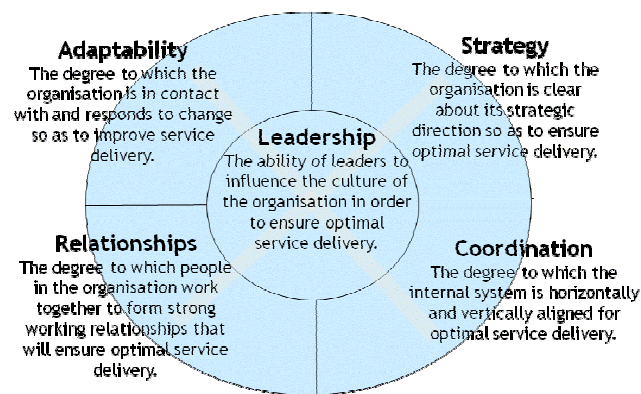 Adaptability
The degree to which the
organisation is in contact
with and responds to change
so as to improve service
delivery.
Strategy
The degree to which the
organisation is clear
about its strategic
direction so as to ensure
optimal service delivery.
Leadership
The ability of leaders to
influence the culture of
the organisation in order
to ensure optimal
service delivery.
Relationships
The degree to which people
in the organisation work
together to form strong
working relationships that
will ensure optimal service
delivery.
Coordination
The degree to which the
internal system is horizontally
and vertically aligned for
optimal service delivery.